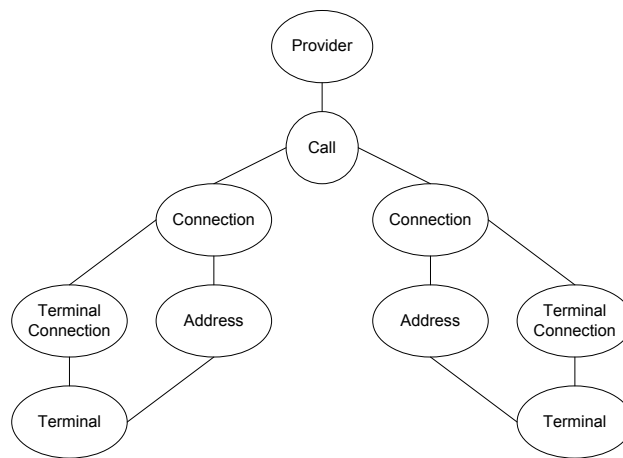 Provider
Call
Connection
Connection
Terminal
Connection
Address
Address
Terminal
Connection
Terminal
Terminal